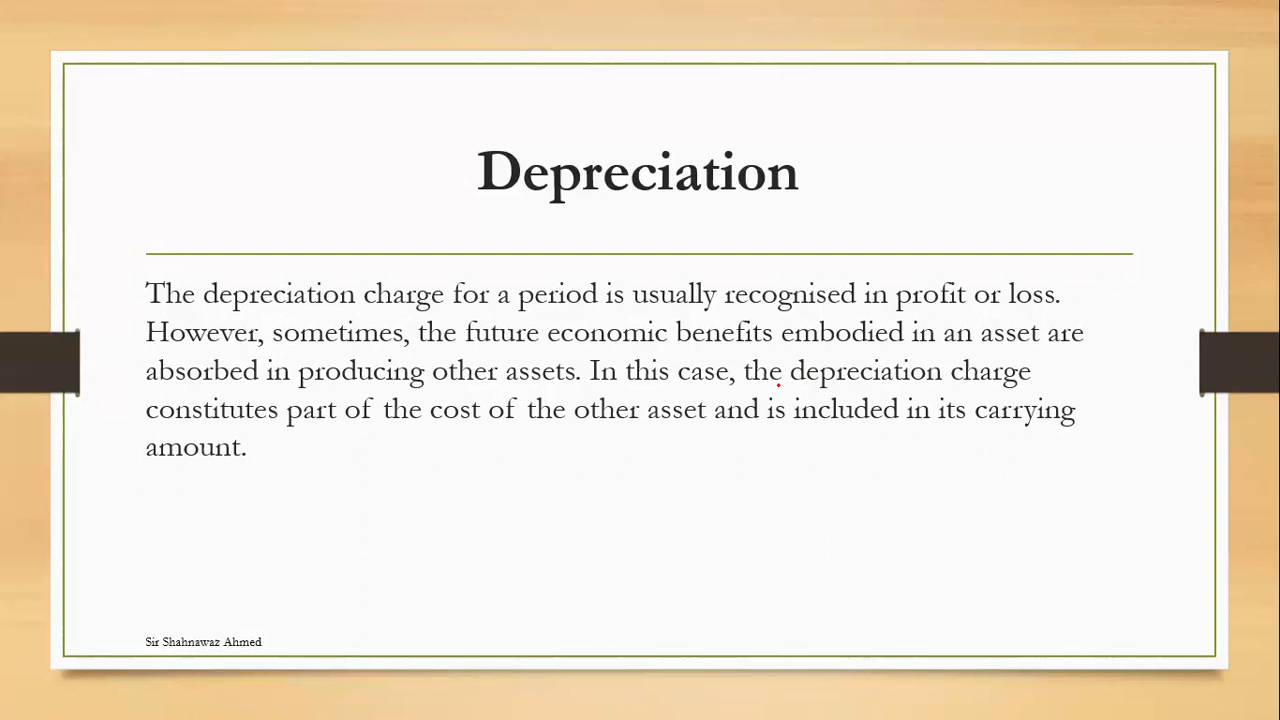 Depreciation
The depreciation charge for a period is usually recognised in profit or loss.
However, sometimes, the future economic benefits embodied in an asset are
absorbed in producing other assets. In this case, the depreciation charge
constitutes part of the cost of the other asset and is included in its carrying
amount.
Sir Shahnawaz Ahmed